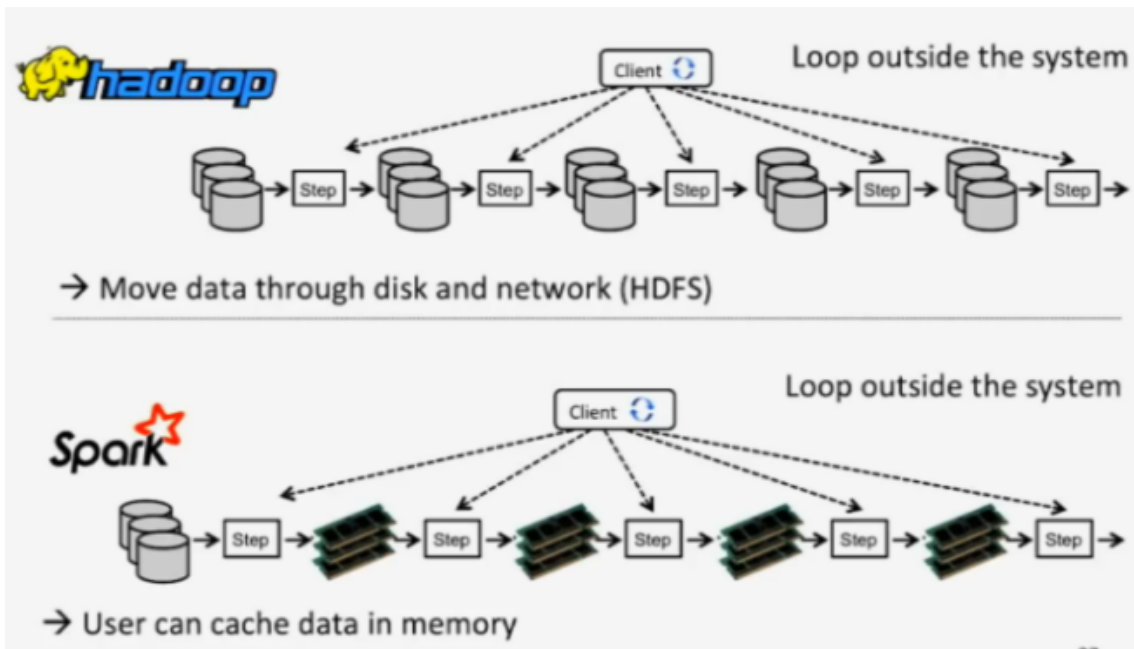 hadoop
Client
Loop outside the system
Step
Step
Step
Step
Step
→ Move data through disk and network (HDFS)
Loop outside the system
Client
Spark
Step
Step
Step
Step
Step
→ User can cache data in memory